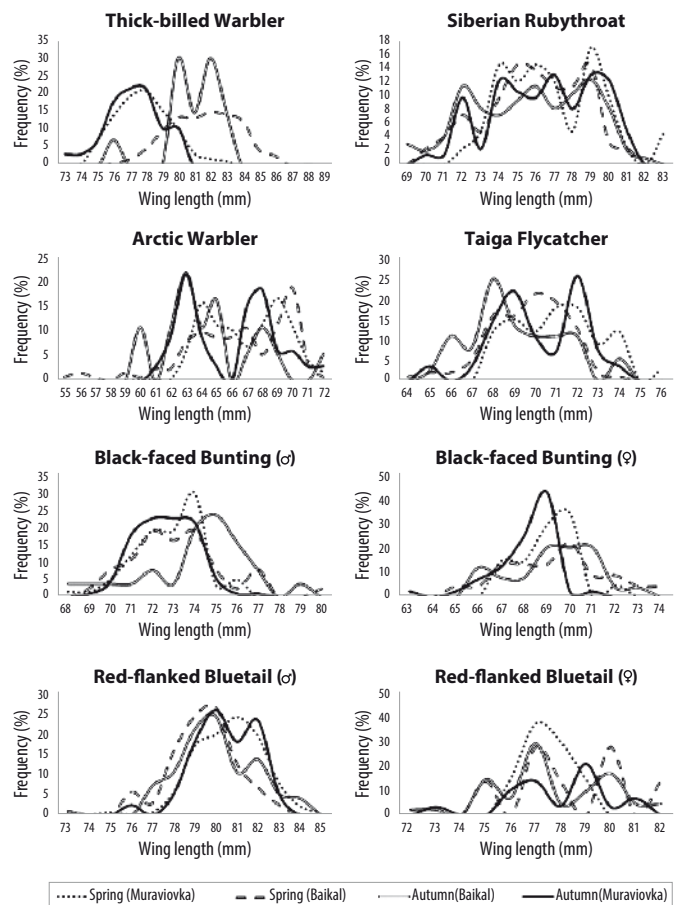 Thick-billed Warbler
Frequency (%)
35
30
25
20
15
10
5
0
73 74 75 76 77 78 79 80 81 82 83 84 85 86 87 88 89
Wing length (mm)
Siberian Rubythroat
Frequency (%)
18
16
14
12
10
8
6
4
2
0
69 70 71 72 73 74 75 76 77 78 79 80 81 82 83
Wing length (mm)
Arctic Warbler
Frequency (%)
25
20
15
10
5
0
55 56 57 58 59 60 61 62 63 64 65 66 67 68 69 70 71 72
Wing length (mm)
Taiga Flycatcher
Frequency (%)
30
25
20
15
10
5
0
64 65 66 67 68 69 70 71 72 73 74 75 76
Wing length (mm)
Black-faced Bunting (♂)
Frequency (%)
35
30
25
20
15
10
5
0
68 69 70 71 72 73 74 75 76 77 78 79 80
Wing length (mm)
Black-faced Bunting (♀)
Frequency (%)
50
40
30
20
10
0
63 64 65 66 67 68 69 70 71 72 73 74
Wing length (mm)
Red-flanked Bluetail (♂)
Frequency (%)
30
25
20
15
10
5
0
73 74 75 76 77 78 79 80 81 82 83 84 85
Wing length (mm)
Red-flanked Bluetail (♀)
Frequency (%)
50
40
30
20
10
0
72 73 74 75 76 77 78 79 80 81 82
Wing length (mm)
Spring (Muraviovka) Spring (Baikal) Autumn(Baikal) Autumn(Muraviovka)